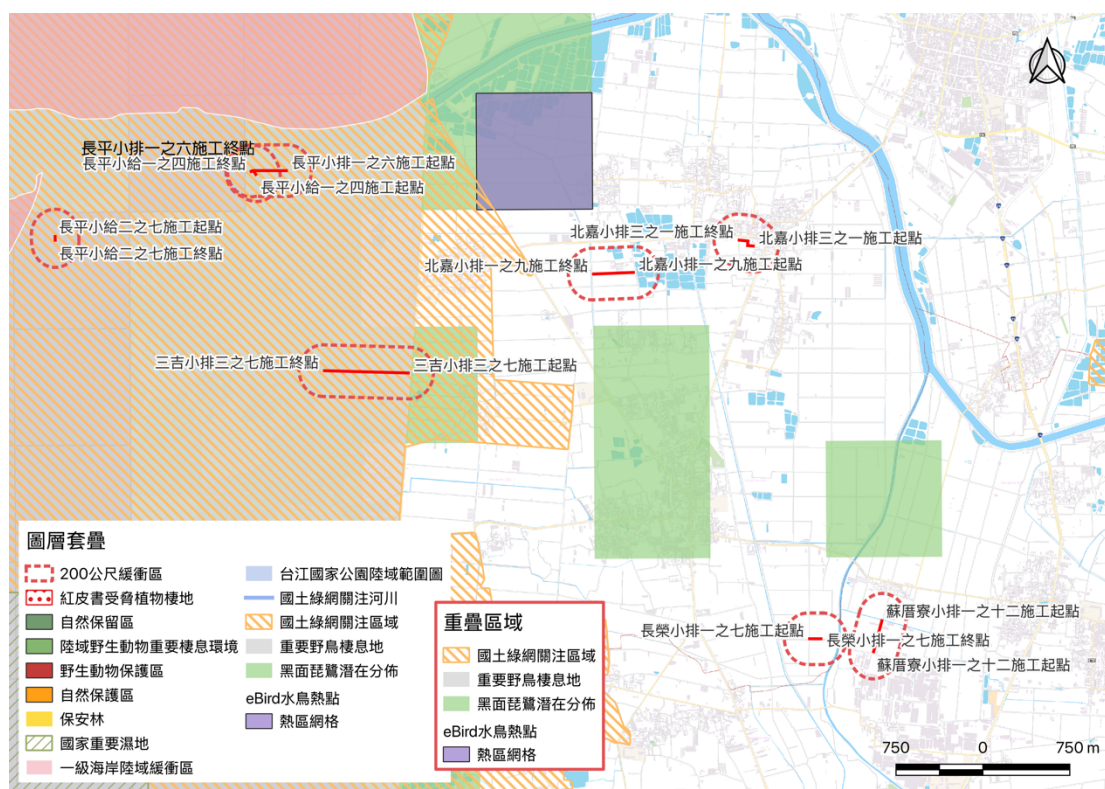 長平小排一之六施工終點
長平小給一之四施工終點
長平小排一之六施工起點
長平小給一之四施工起點
長平小給二之七施工起點
長平小給二之七施工終點
北嘉小排三之一施工終點
北嘉小排三之一施工起點
北嘉小排一之九施工終點
北嘉小排一之九施工起點
三吉小排三之七施工終點
三吉小排三之七施工起點
蘇厝寮小排一之十二施工起點
長榮小排一之七施工起點
長榮小排一之七施工終點
蘇厝寮小排一之十二施工起點
圖層套疊
200公尺緩衝區
紅皮書受脅植物棲地
自然保留區
陸域野生動物重要棲息環境
野生動物保護區
自然保護區
保安林
國家重要濕地
一級海岸陸域緩衝區
台江國家公園陸域範圍圖
國土綠網關注河川
國土綠網關注區域
重要野鳥棲息地
黑面琵鷺潛在分佈
eBird水鳥熱點
熱區網格
重疊區域
國土綠網關注區域
重要野鳥棲息地
黑面琵鷺潛在分佈
eBird水鳥熱點
熱區網格
750 0 750 m